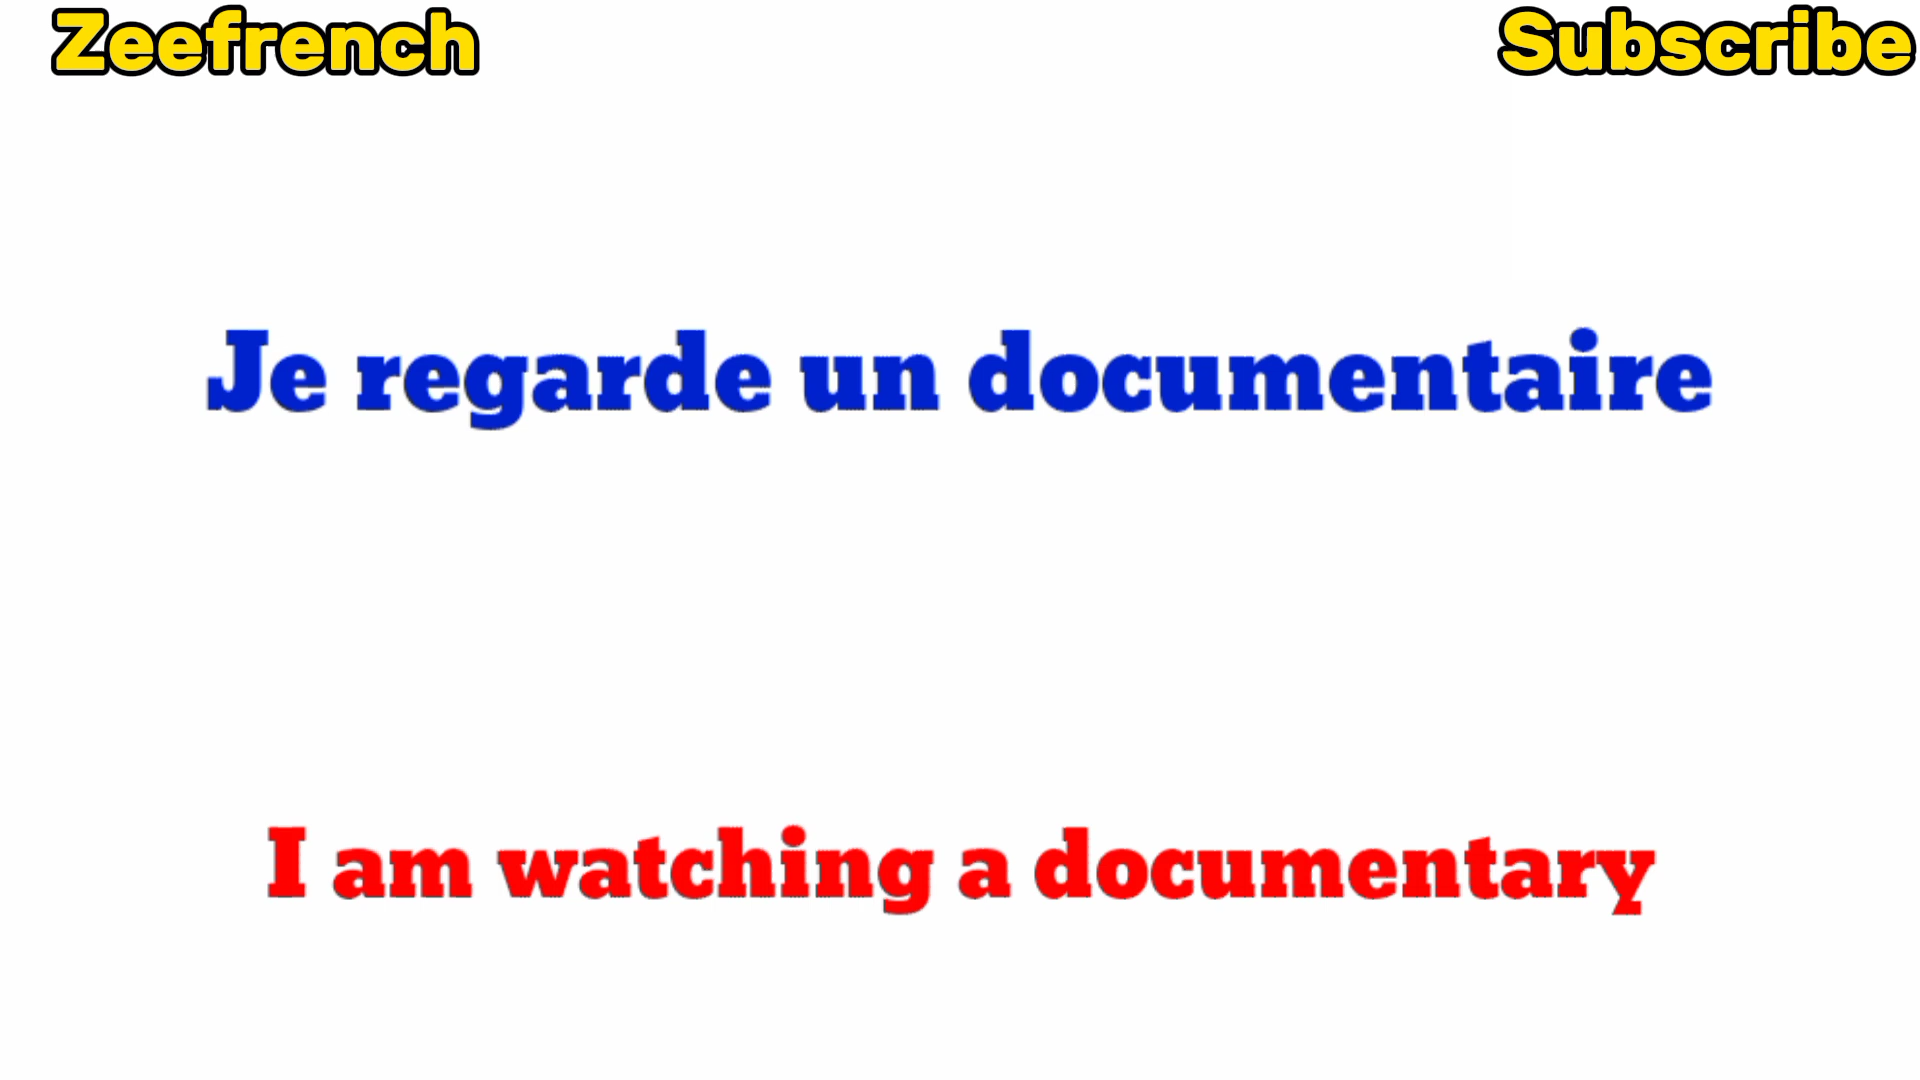 Zeefrench Subscribe
Je regarde un documentaire
I am watching a documentary